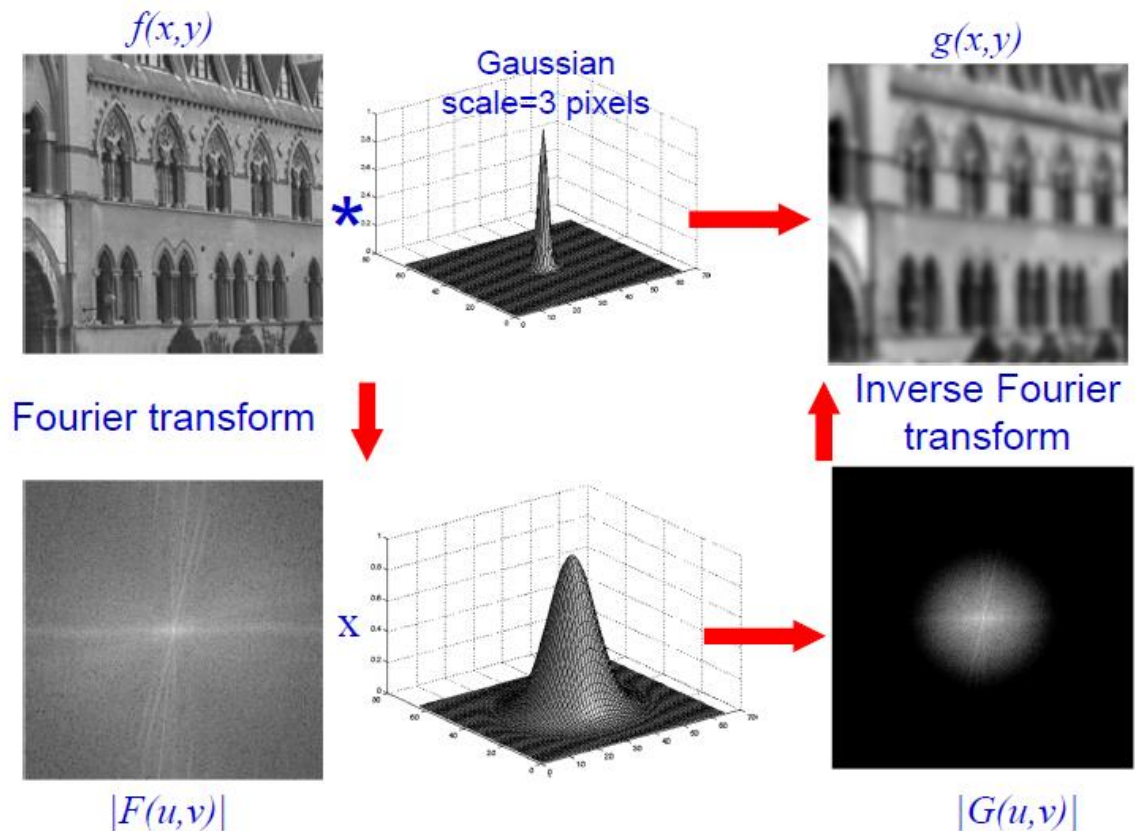 f(x,y)
Gaussian
scale=3 pixels
g(x,y)
*
Fourier transform
Inverse Fourier
transform
x
|F(u,v)|
|G(u,v)|